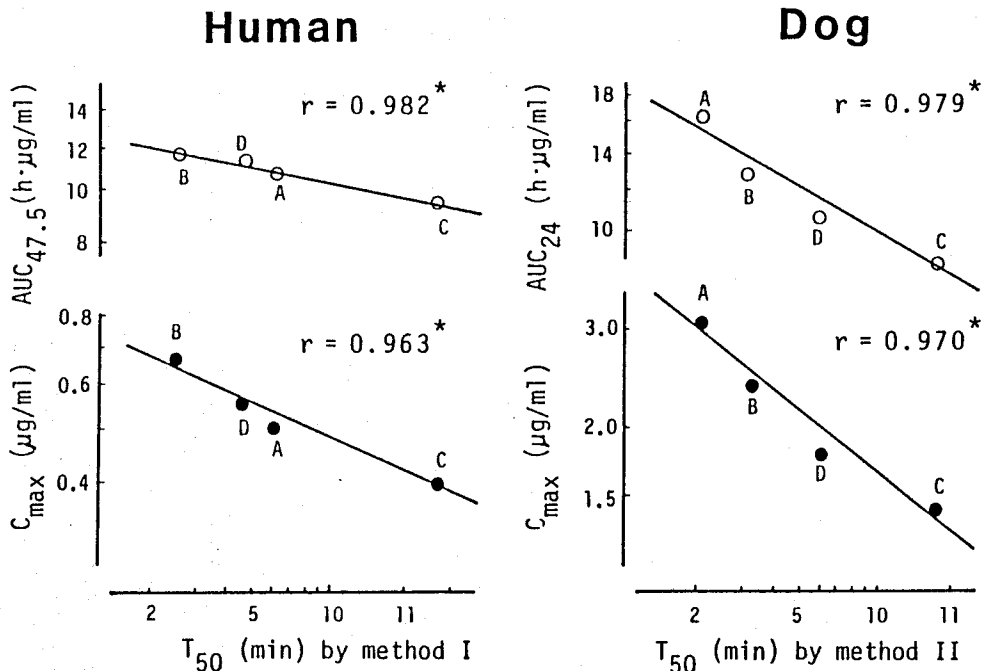 Human
AUC47.5 (h·µg/ml)
14
12
10
8
r = 0.982*
B
D
A
C
Cmax (µg/ml)
0.8
0.6
0.4
r = 0.963*
B
D
A
C
2 5 10 11
T50 (min) by method I
Dog
AUC24 (h·µg/ml)
18
14
10
r = 0.979*
A
B
D
C
Cmax (µg/ml)
3.0
2.0
1.5
r = 0.970*
A
B
D
C
2 5 10 11
T50 (min) by method II